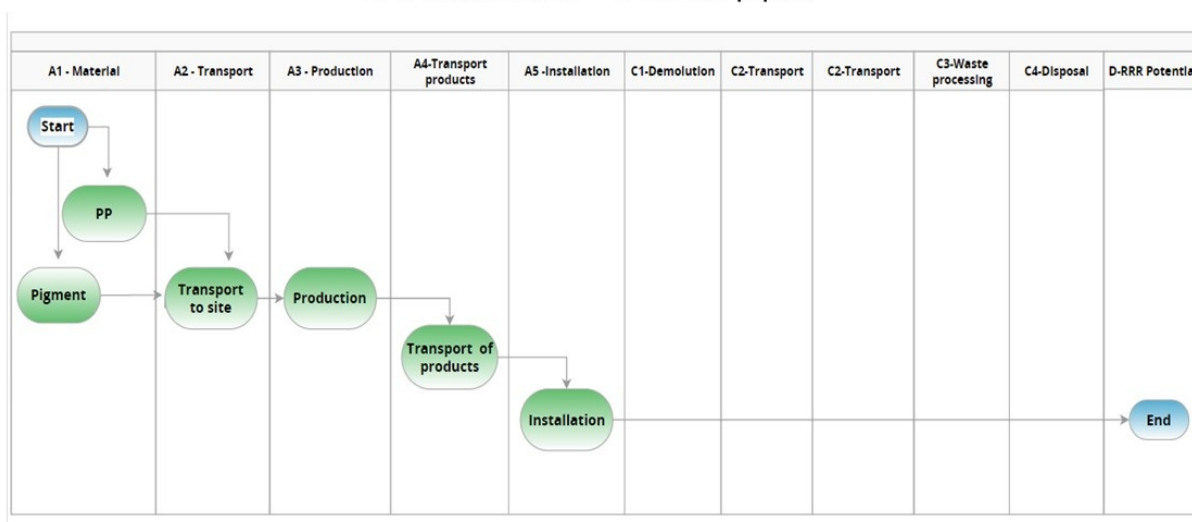 A1 - Material
A2 - Transport
A3 - Production
A4-Transport
products
A5 -Installation
C1-Demolution
C2-Transport
C2-Transport
C3-Waste
processing
C4-Disposal
D-RRR Potentia
Start
PP
Pigment
Transport
to site
Production
Transport of
products
Installation
End